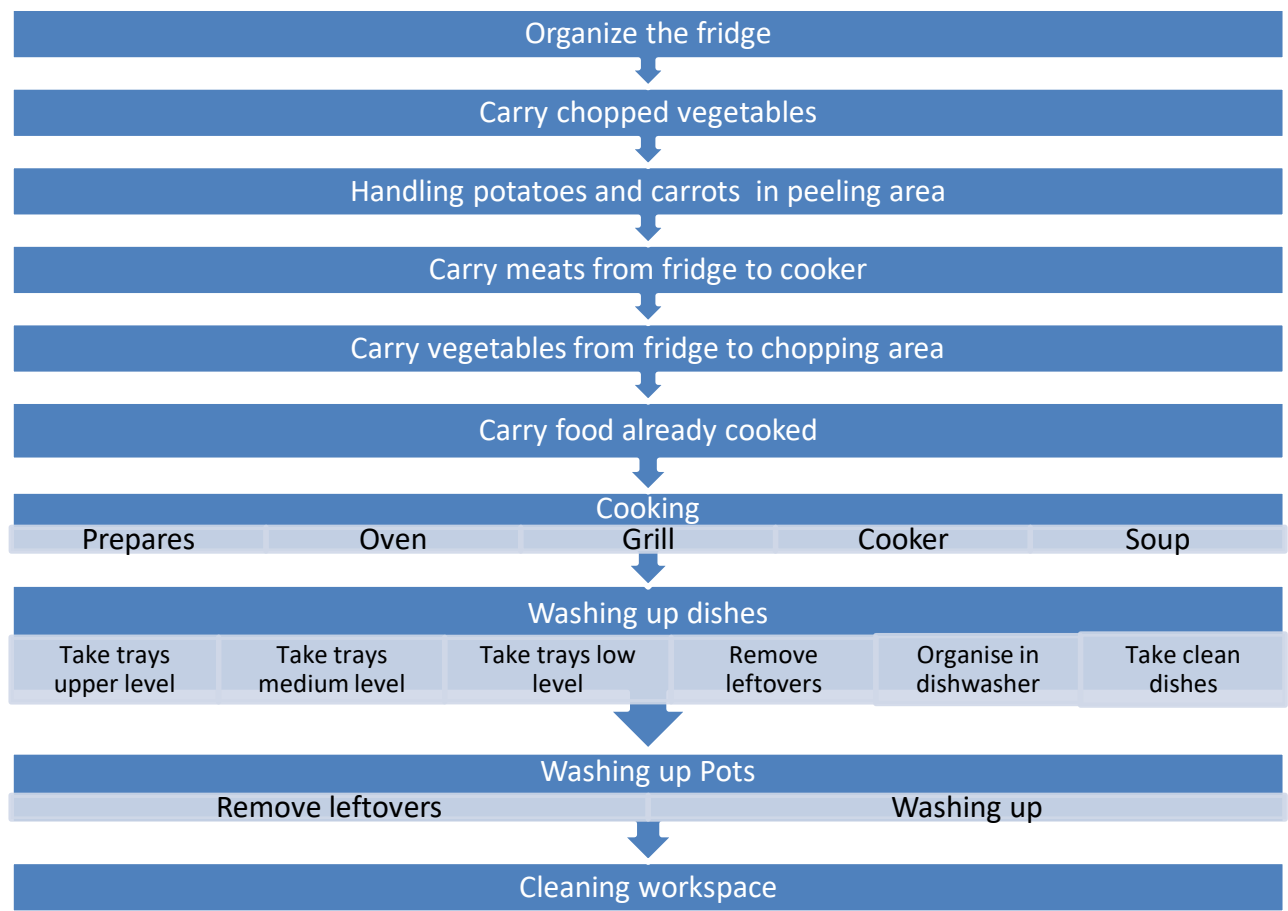 Organize the fridge
Carry chopped vegetables
Handling potatoes and carrots  in peeling area
Carry meats from fridge to cooker
Carry vegetables from fridge to chopping area
Carry food already cooked
Cooking
Prepares Oven Grill Cooker Soup
Washing up dishes
Take trays
upper level
Take trays
medium level
Take trays low
level
Remove
leftovers
Organise in
dishwasher
Take clean
dishes
Washing up Pots
Remove leftovers Washing up
Cleaning workspace